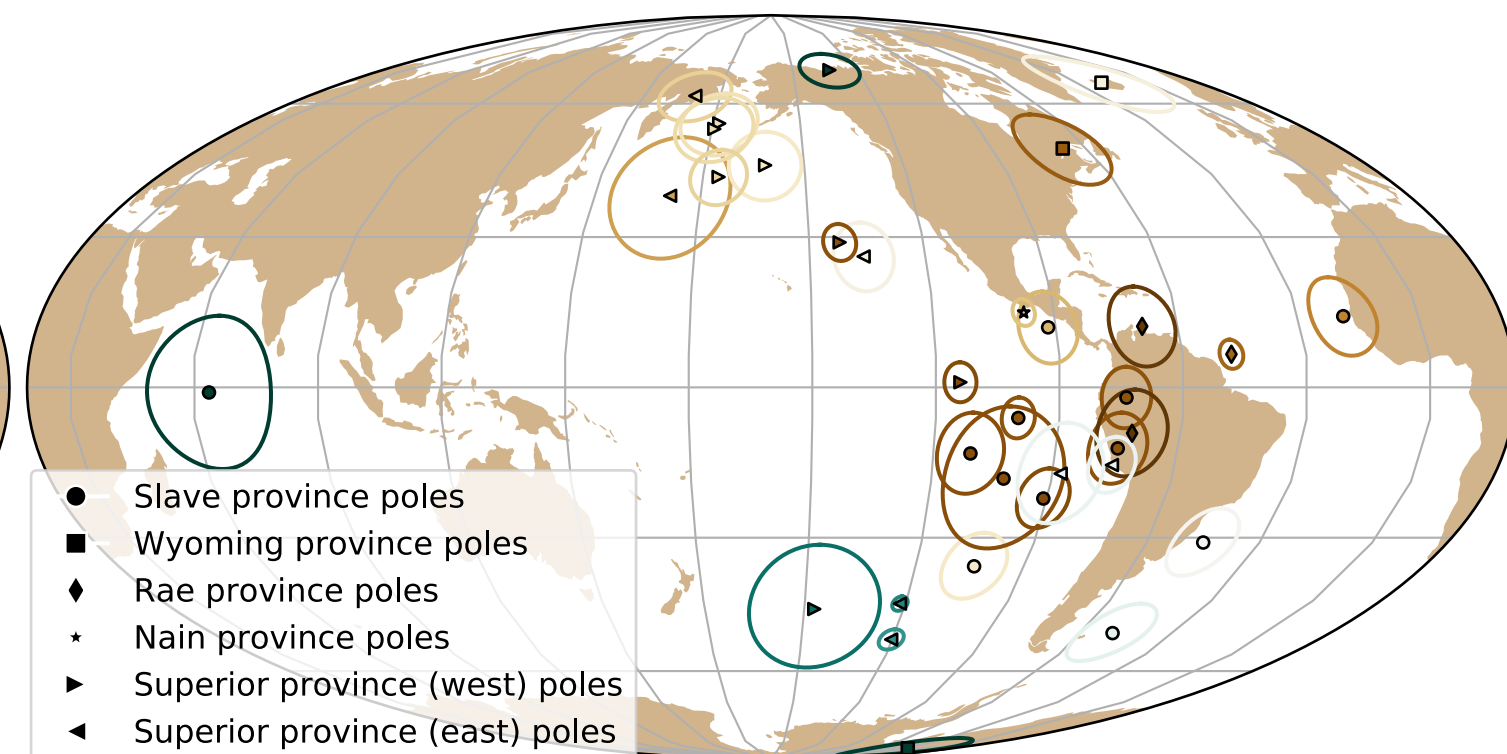 Slave province poles
Wyoming province poles
Rae province poles
Nain province poles
Superior province (west) poles
Superior province (east) poles